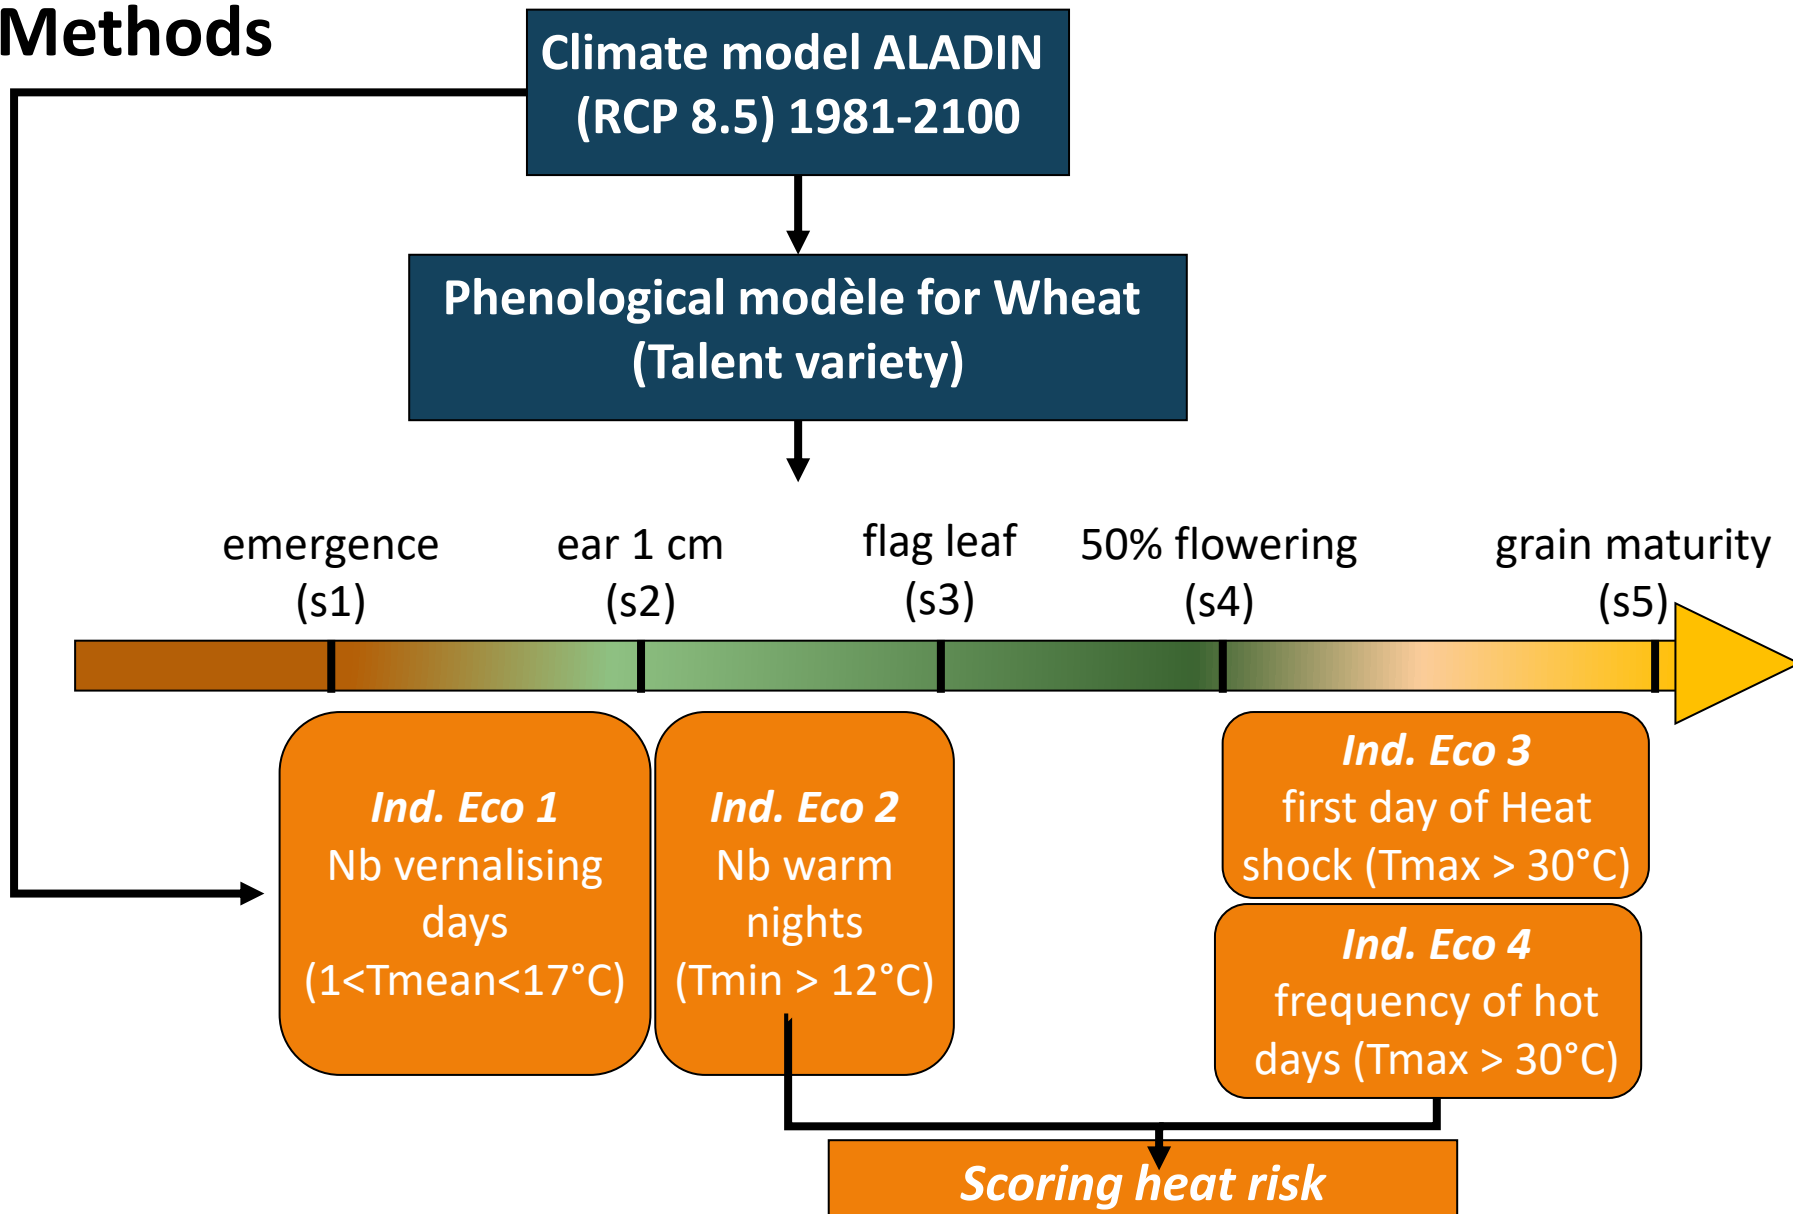 Methods
Climate model ALADIN
(RCP 8.5) 1981-2100
Phenological modèle for Wheat
(Talent variety)
emergence
(s1)
ear 1 cm
(s2)
flag leaf
(s3)
50% flowering
(s4)
grain maturity
(s5)
Ind. Eco 1
Nb vernalising
days
(1<Tmean<17°C)
Ind. Eco 2
Nb warm
nights
(Tmin > 12°C)
Ind. Eco 3
first day of Heat
shock (Tmax > 30°C)
Ind. Eco 4
frequency of hot
days (Tmax > 30°C)
Scoring heat risk